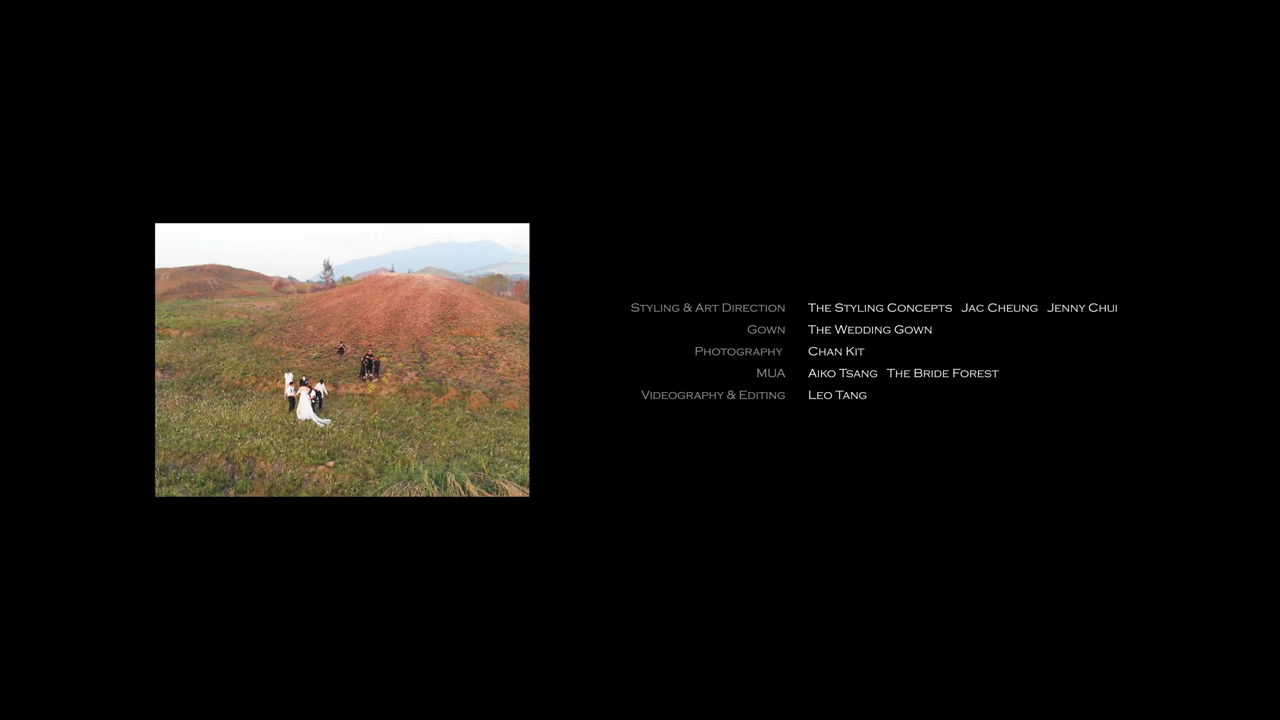 Styling & Art Direction The Styling Concepts Jac Cheung Jenny Chui
Gown The Wedding Gown
Photography Chan Kit
MUA Aiko Tsang The Bride Forest
Videography & Editing Leo Tang